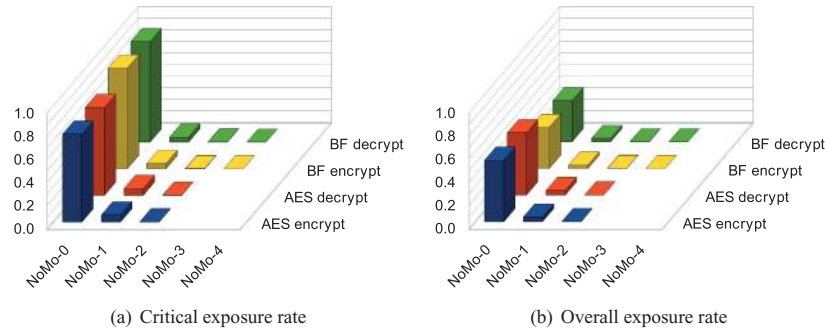 1.0
0.8
0.6
0.4
0.2
0.0
BF decrypt
BF encrypt
AES decrypt
AES encrypt
NoMo-0
NoMo-1
NoMo-2
NoMo-3
NoMo-4
(a) Critical exposure rate
1.0
0.8
0.6
0.4
0.2
0.0
BF decrypt
BF encrypt
AES decrypt
AES encrypt
NoMo-0
NoMo-1
NoMo-2
NoMo-3
NoMo-4
(b) Overall exposure rate